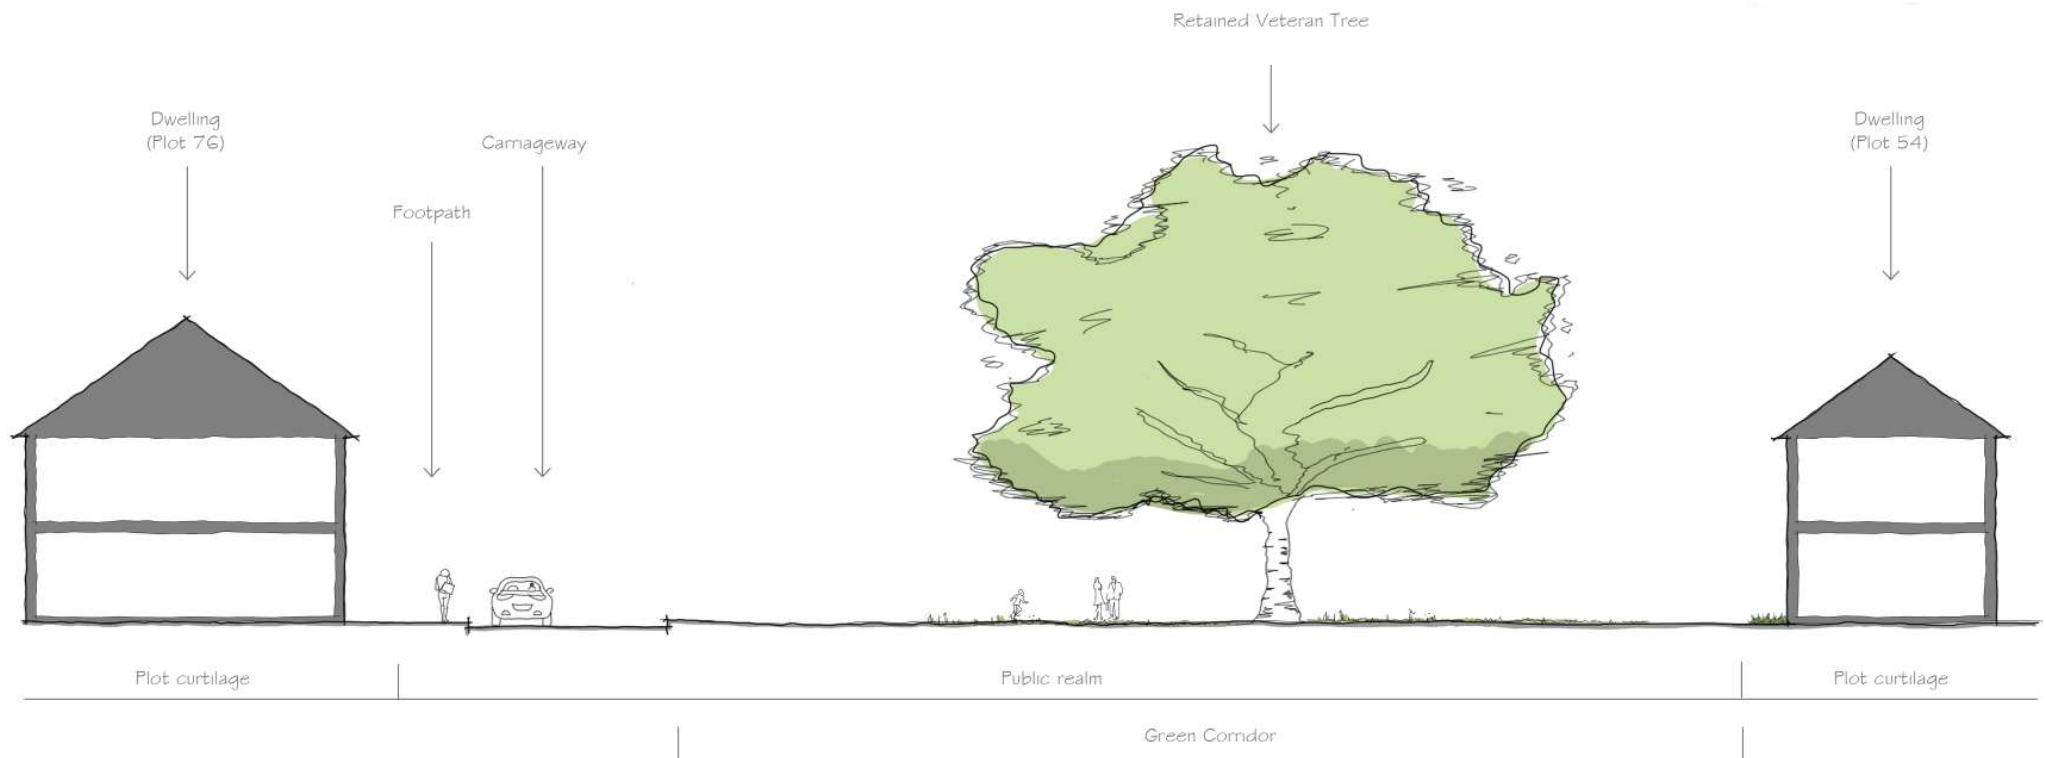 Retained Veteran Tree
Dwelling
(Plot 76)
Carriageway
Dwelling
(Plot 54)
Footpath
Plot curtilage
Public realm
Plot curtilage
Green Corridor